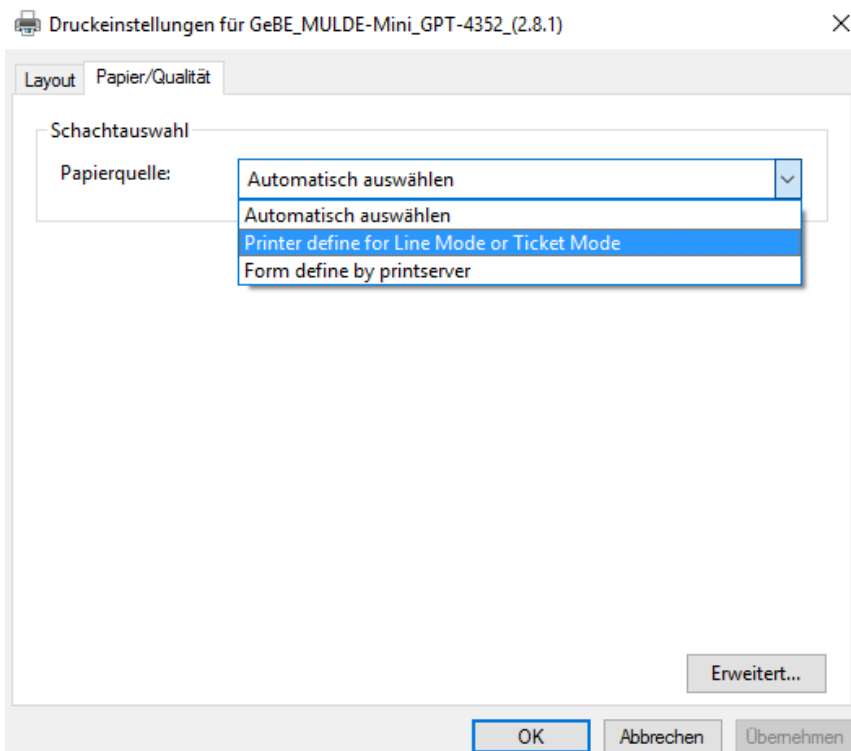 Druckeinstellungen für GeBE_MULDE-Mini_GPT-4352_(2.8.1)
Layout Papier/Qualität
Schachtauswahl
Papierquelle: Automatisch auswählen
Automatisch auswählen
Printer define for Line Mode or Ticket Mode
Form define by printserver
Erweitert...
OK Abbrechen Übernehmen